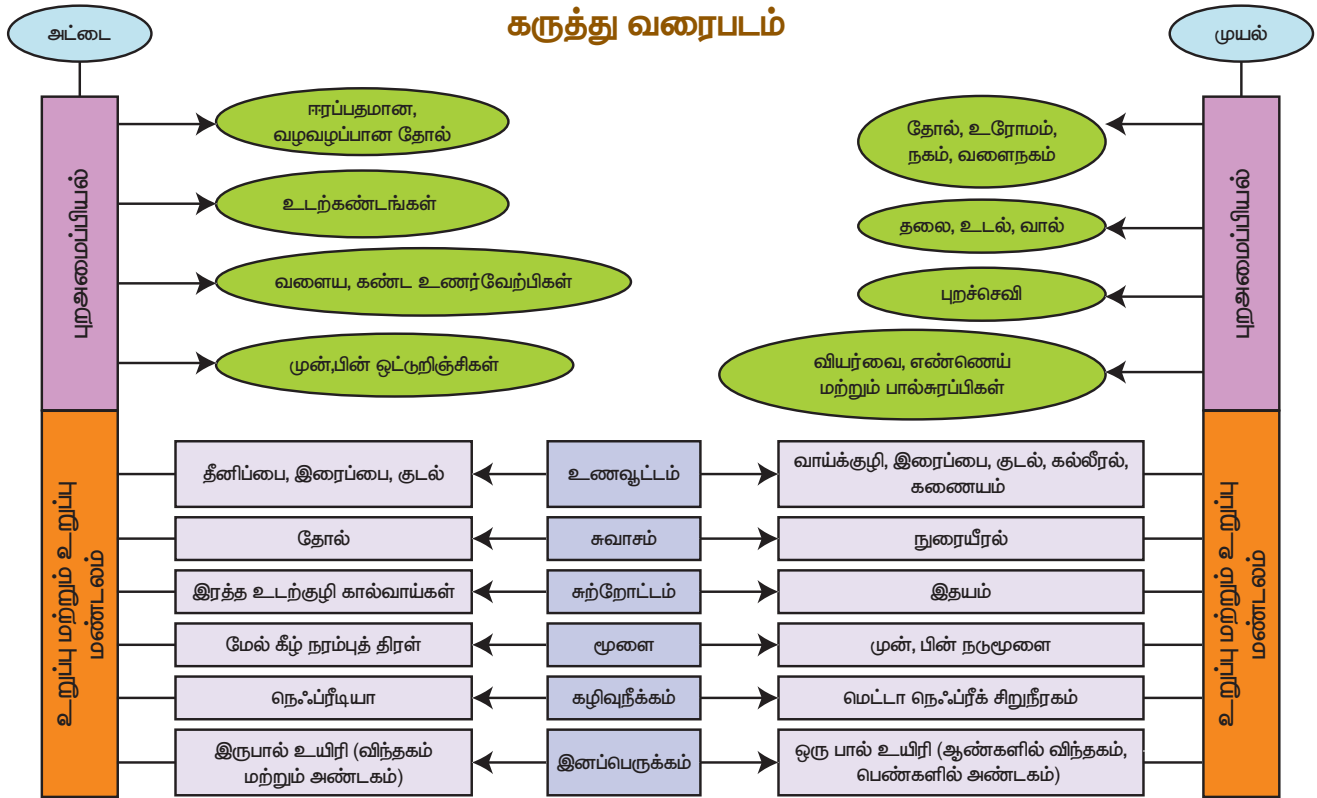 கருத்து வரைபடம்
அட்டை
முயல்
புறஅமைப்பியல்
ஈரப்பதமான,
வழவழப்பான தோல்
உடற்கண்டங்கள்
வளைய, கண்ட உணர்வேற்பிகள்
முன்,பின் ஒட்டுறிஞ்சிகள்
தோல், உரோமம்,
நகம், வளைநகம்
தலை, உடல், வால்
புறச்செவி
வியர்வை, எண்ணெய்
மற்றும் பால்சுரப்பிகள்
புறஅமைப்பியல்
உறுப்பு மற்றும் உறுப்பு
மண்டலம்
தீனிப்பை, இரைப்பை, குடல்
உணவூட்டம்
வாய்க்குழி, இரைப்பை, குடல், கல்லீரல்,
கணையம்
தோல்
சுவாசம்
நுரையீரல்
இரத்த உடற்குழி கால்வாய்கள்
சுற்றோட்டம்
இதயம்
மேல் கீழ் நரம்புத் திரள்
மூளை
முன், பின் நடுமூளை
நெஃப்ரீடியா
கழிவுநீக்கம்
மெட்டா நெஃப்ரீக் சிறுநீரகம்
இருபால் உயிரி (விந்தகம்
மற்றும் அண்டகம்)
இனப்பெருக்கம்
ஒரு பால் உயிரி (ஆண்களில் விந்தகம்,
பெண்களில் அண்டகம்)
உறுப்பு மற்றும் உறுப்பு
மண்டலம்